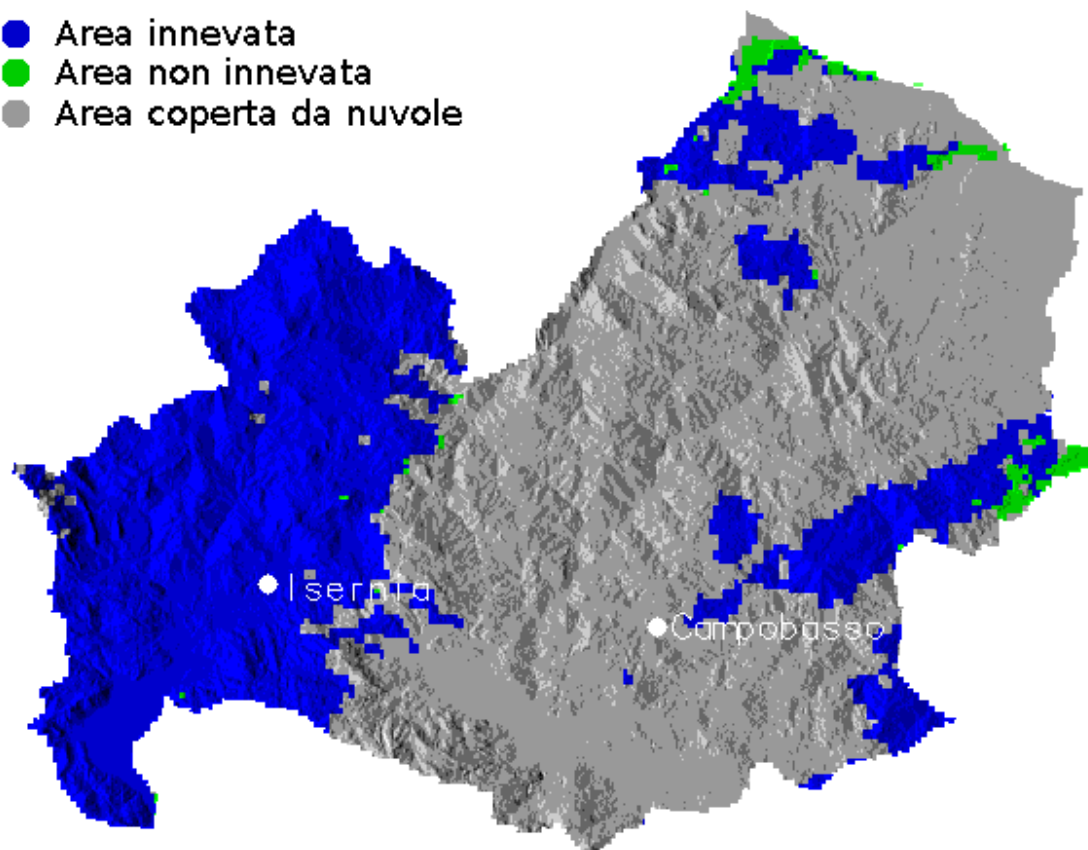 Area innevata
Area non innevata
Area coperta da nuvole
Isernia
Campobasso